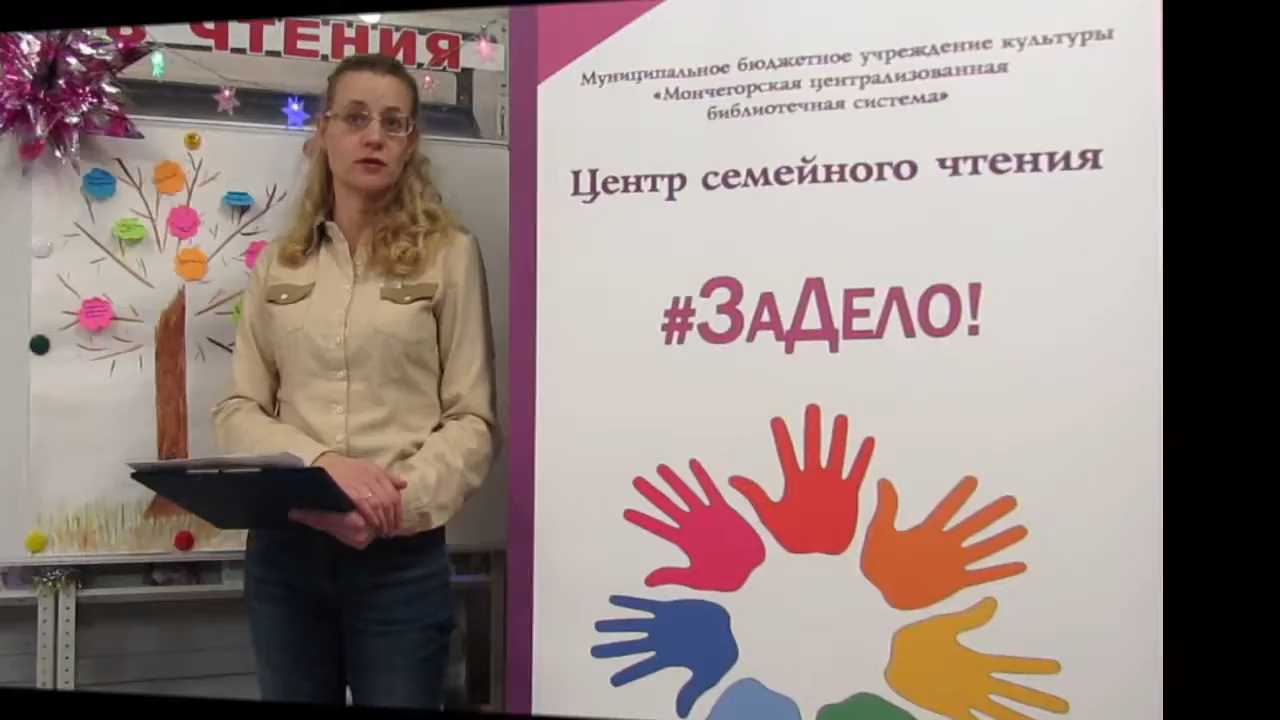 Ь ЧТЕНИЯ
Муниципальное бюджетное учреждение культуры
«Мончегорская централизованная
библиотечная система»
Центр семейного чтения
#ЗАДЕЛО!